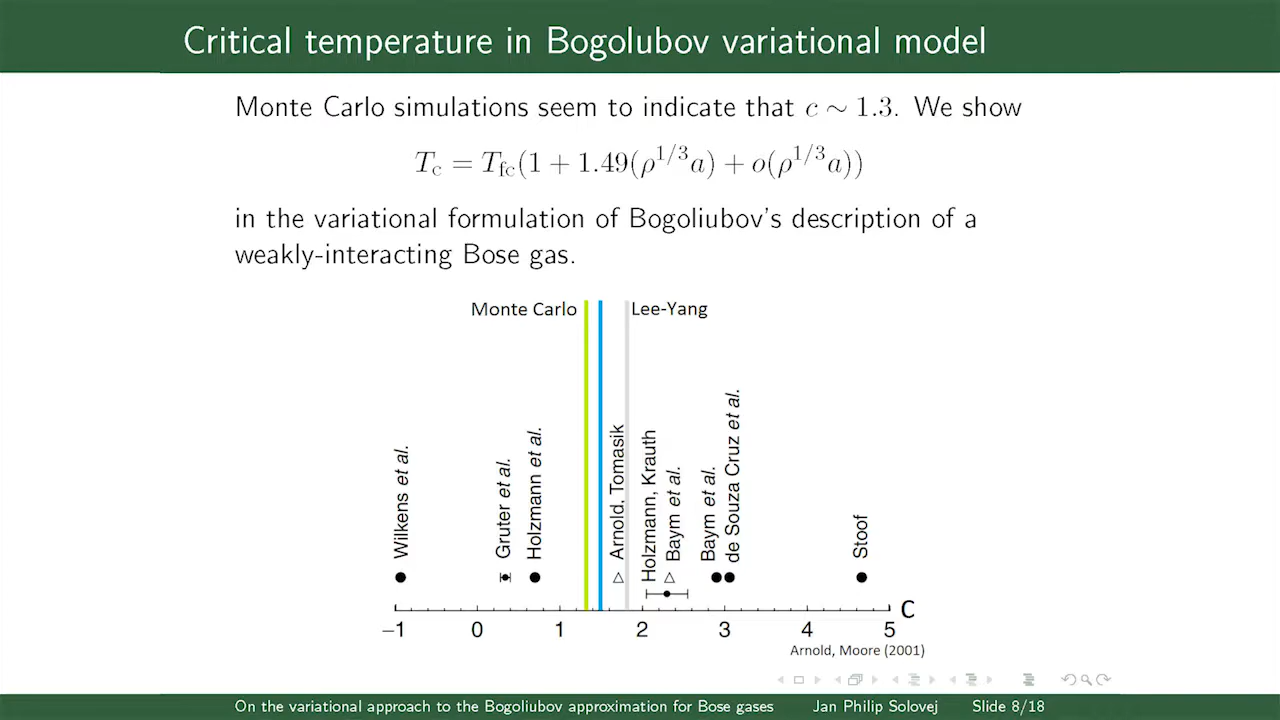 Critical temperature in Bogolubov variational model
Monte Carlo simulations seem to indicate that c ∼ 1.3. We show
T_c = T_fc(1 + 1.49(ρ^{1/3}a) + o(ρ^{1/3}a))
in the variational formulation of Bogoliubov's description of a
weakly-interacting Bose gas.
Monte Carlo
Lee-Yang
Wilkens et al.
Gruter et al.
Holzmann et al.
Arnold, Tomasik
Holzmann, Krauth
Baym et al.
Baym et al.
de Souza Cruz et al.
Stoof
−1 0 1 2 3 4 5 C
Arnold, Moore (2001)
On the variational approach to the Bogoliubov approximation for Bose gases Jan Philip Solovej Slide 8/18